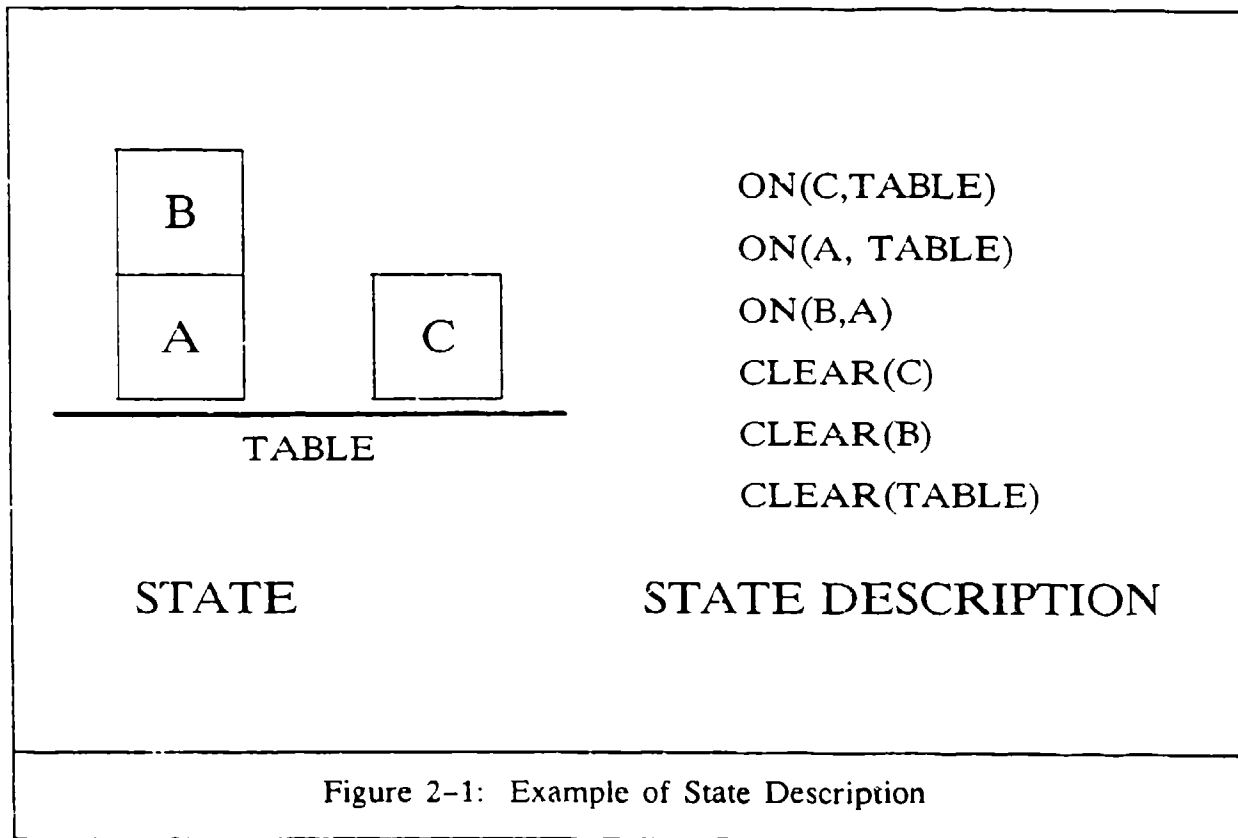 B
A
C
TABLE
STATE
ON(C,TABLE)
ON(A, TABLE)
ON(B,A)
CLEAR(C)
CLEAR(B)
CLEAR(TABLE)
STATE DESCRIPTION
Figure 2-1: Example of State Description